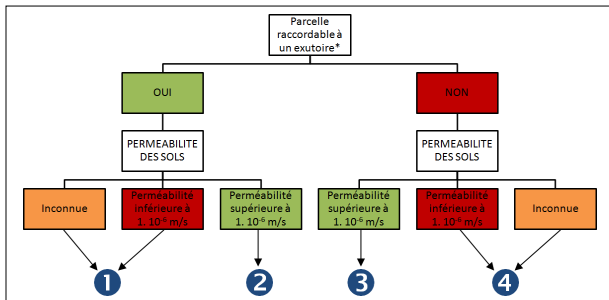 Parcelle
raccordable à
un exutoire*
OUI
NON
PERMEABILITE
DES SOLS
PERMEABILITE
DES SOLS
Inconnue
Perméabilité
inférieure à
1. 10⁻⁶ m/s
Perméabilité
supérieure à
1. 10⁻⁶ m/s
Perméabilité
supérieure à
1. 10⁻⁶ m/s
Perméabilité
inférieure à
1. 10⁻⁶ m/s
Inconnue
1
2
3
4